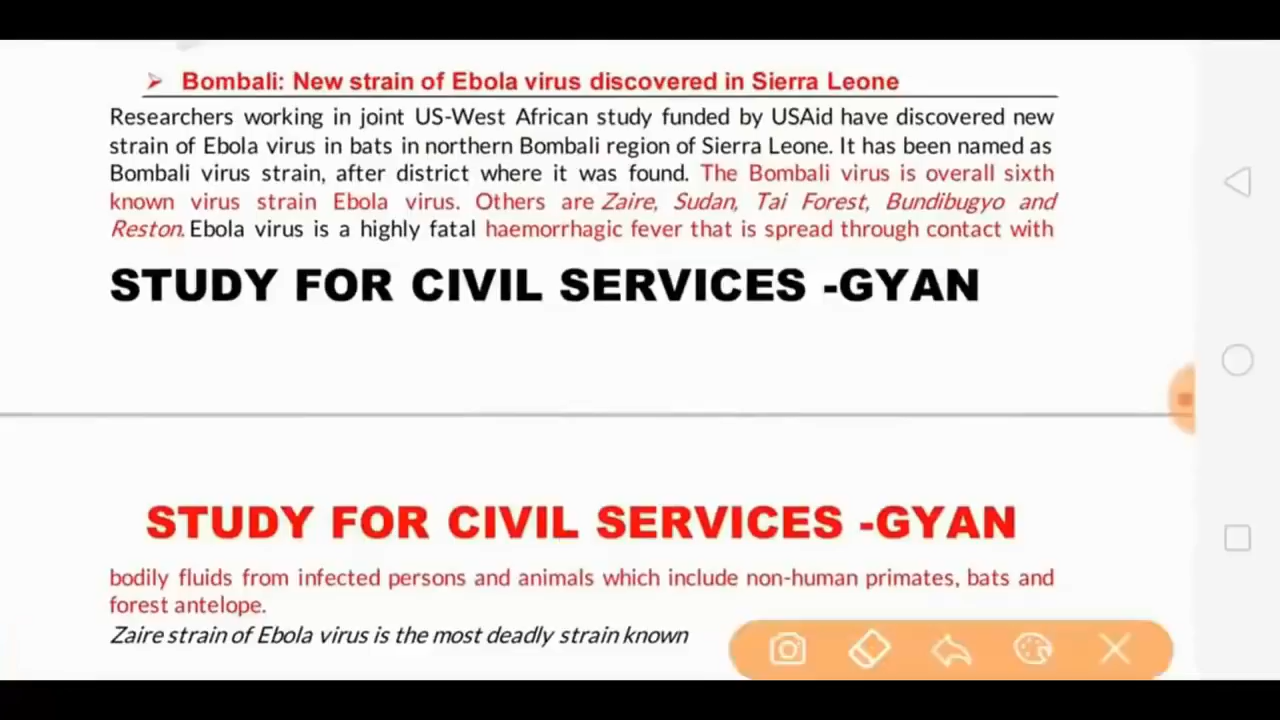 Bombali: New strain of Ebola virus discovered in Sierra Leone
Researchers working in joint US-West African study funded by USAid have discovered new
strain of Ebola virus in bats in northern Bombali region of Sierra Leone. It has been named as
Bombali virus strain, after district where it was found. The Bombali virus is overall sixth
known virus strain Ebola virus. Others are Zaire, Sudan, Tai Forest, Bundibugyo and
Reston. Ebola virus is a highly fatal haemorrhagic fever that is spread through contact with
STUDY FOR CIVIL SERVICES -GYAN
STUDY FOR CIVIL SERVICES -GYAN
bodily fluids from infected persons and animals which include non-human primates, bats and
forest antelope.
Zaire strain of Ebola virus is the most deadly strain known